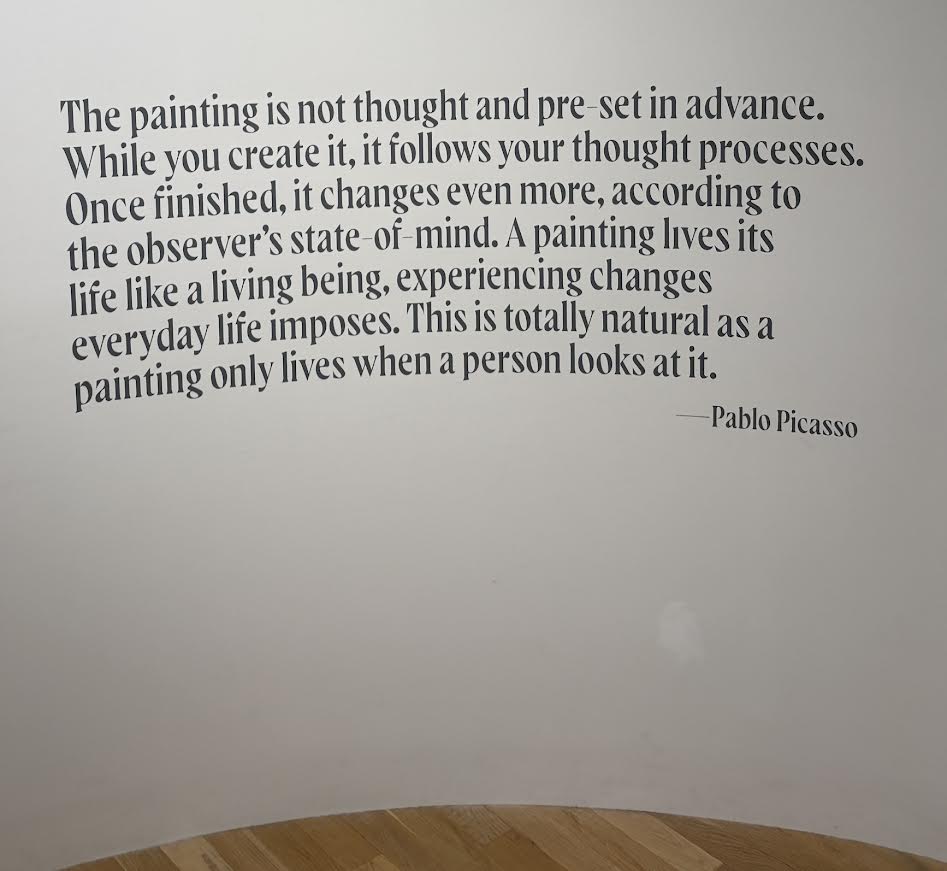 The painting is not thought and pre-set in advance.
While you create it, it follows your thought processes.
Once finished, it changes even more, according to
the observer's state-of-mind. A painting lives its
life like a living being, experiencing changes
everyday life imposes. This is totally natural as a
painting only lives when a person looks at it.
—Pablo Picasso